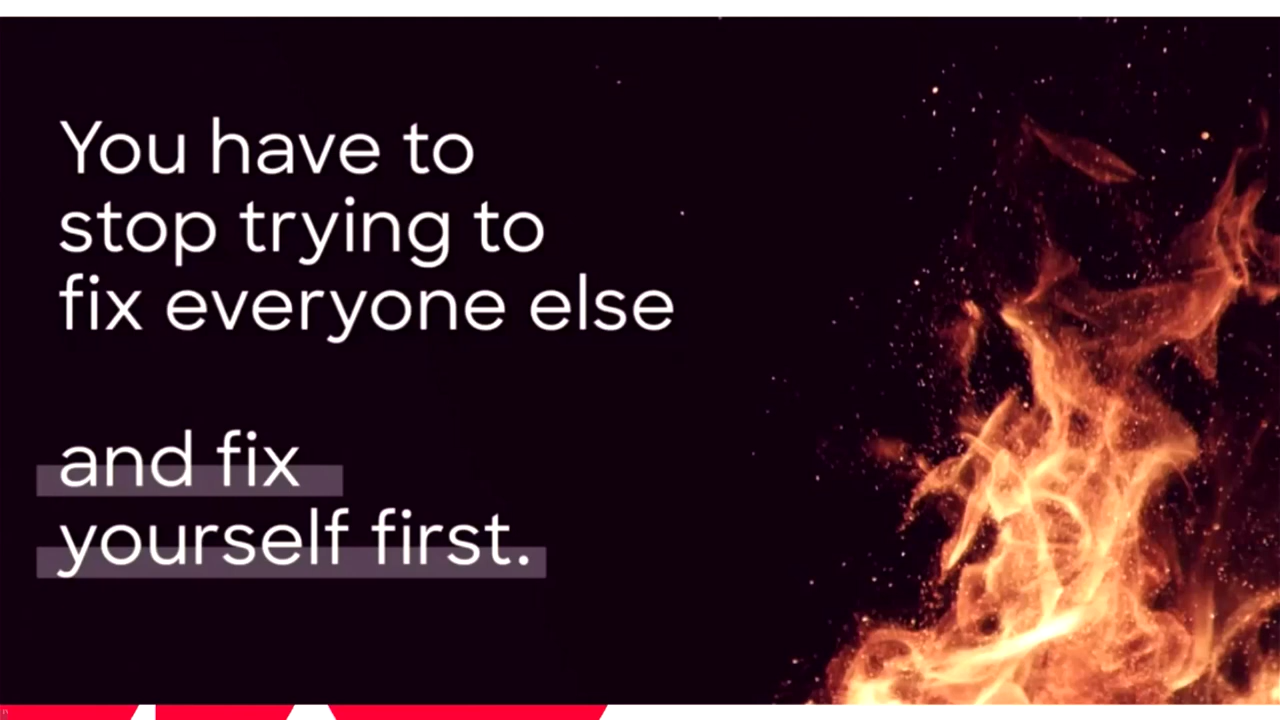 You have to
stop trying to
fix everyone else
and fix
yourself first.